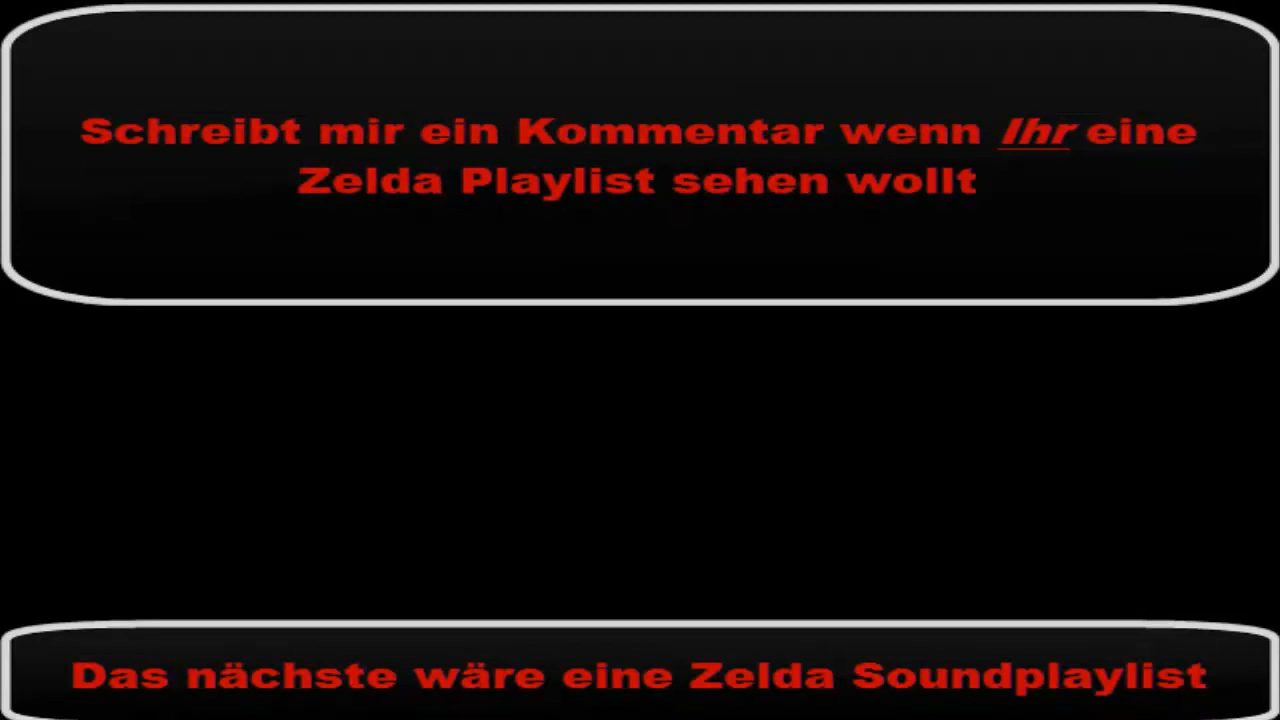 Schreibt mir ein Kommentar wenn Ihr eine
Zelda Playlist sehen wollt
Das nächste wäre eine Zelda Soundplaylist